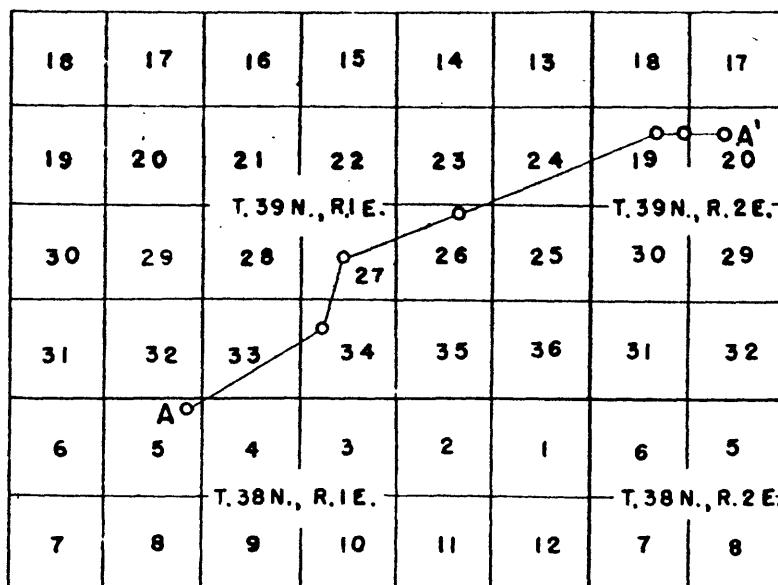 18 17 16 15 14 13 18 17
A'
19 20 21 22 23 24 19 20
T. 39 N., R. 1 E. T. 39 N., R. 2 E.
30 29 28 27 26 25 30 29
31 32 33 34 35 36 31 32
A
6 5 4 3 2 1 6 5
T. 38 N., R. 1 E. T. 38 N., R. 2 E.
7 8 9 10 11 12 7 8